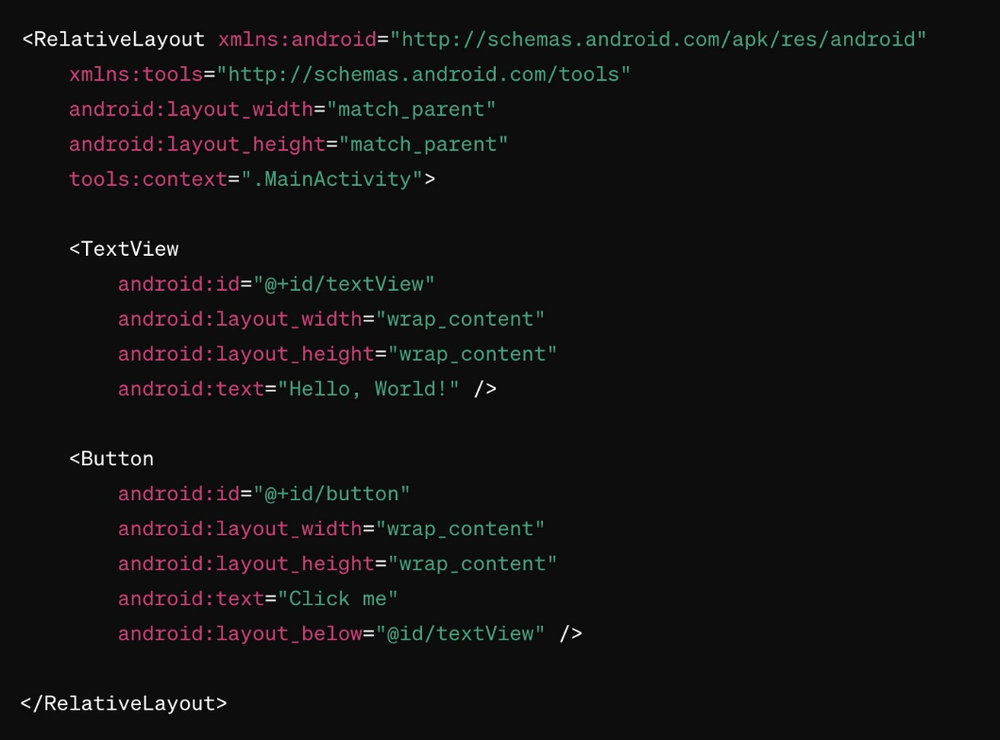 <RelativeLayout xmlns:android="http://schemas.android.com/apk/res/android"
    xmlns:tools="http://schemas.android.com/tools"
    android:layout_width="match_parent"
    android:layout_height="match_parent"
    tools:context=".MainActivity">

    <TextView
        android:id="@+id/textView"
        android:layout_width="wrap_content"
        android:layout_height="wrap_content"
        android:text="Hello, World!" />

    <Button
        android:id="@+id/button"
        android:layout_width="wrap_content"
        android:layout_height="wrap_content"
        android:text="Click me"
        android:layout_below="@id/textView" />

</RelativeLayout>